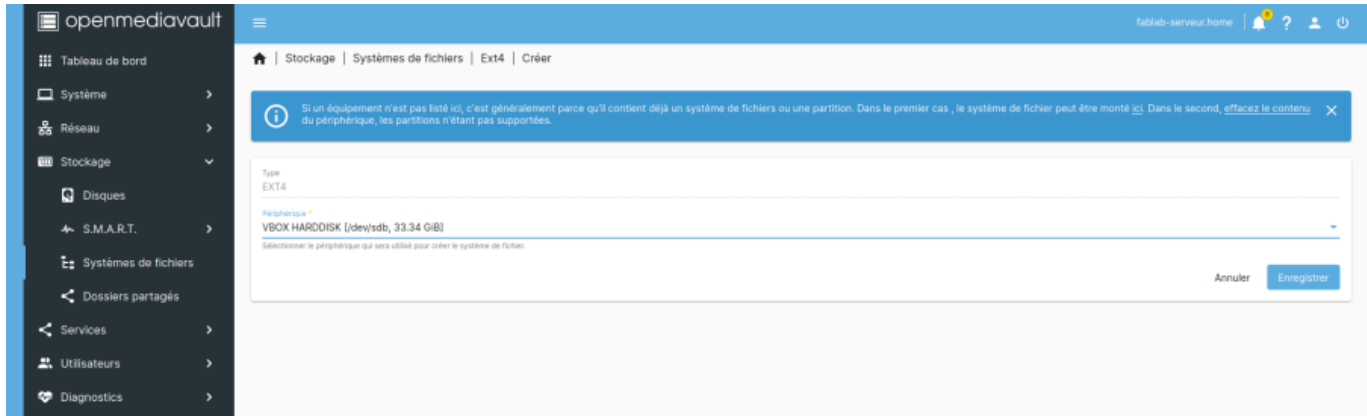 openmediavault
fablab-serveur.home
8
?
Tableau de bord
Système
Réseau
Stockage
Disques
S.M.A.R.T.
Systèmes de fichiers
Dossiers partagés
Services
Utilisateurs
Diagnostics
| Stockage | Systèmes de fichiers | Ext4 | Créer
Si un équipement n'est pas listé ici, c'est généralement parce qu'il contient déjà un système de fichiers ou une partition. Dans le premier cas , le système de fichier peut être monté ici. Dans le second, effacez le contenu
du périphérique, les partitions n'étant pas supportées.
Type
EXT4
Périphérique *
VBOX HARDDISK [/dev/sdb, 33.34 GiB]
Sélectionner le périphérique qui sera utilisé pour créer le système de fichier.
Annuler
Enregistrer